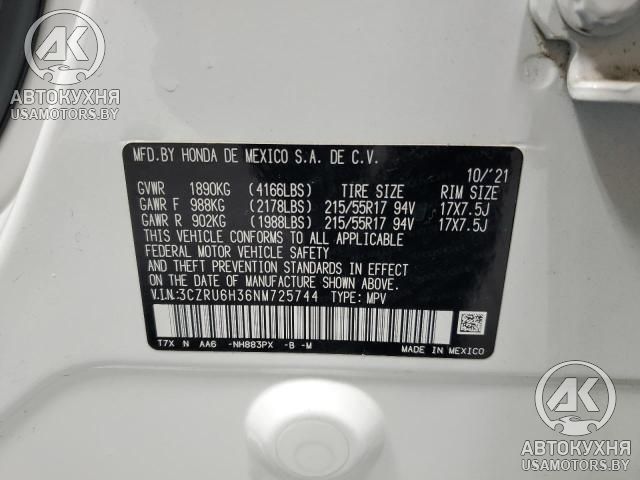 AK
АВТОКУХНЯ
USAMOTORS.BY
MFD.BY HONDA DE MEXICO S.A. DE C.V.
10/'21
GVWR 1890KG (4166LBS) TIRE SIZE RIM SIZE
GAWR F 988KG (2178LBS) 215/55R17 94V 17X7.5J
GAWR R 902KG (1988LBS) 215/55R17 94V 17X7.5J
THIS VEHICLE CONFORMS TO ALL APPLICABLE
FEDERAL MOTOR VEHICLE SAFETY
AND THEFT PREVENTION STANDARDS IN EFFECT
ON THE DATE OF MANUFACTURE SHOWN ABOVE.
V.I.N:3CZRU6H36NM725744 TYPE: MPV
T7X N AA6 -NH883PX -B -M
MADE IN MEXICO
AK
АВТОКУХНЯ
USAMOTORS.BY